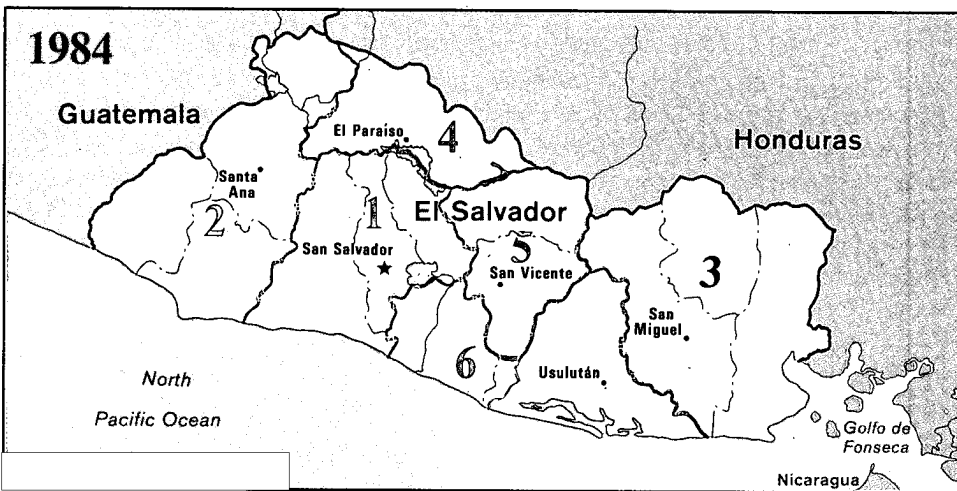 1984
Guatemala
El Paraíso
4
Honduras
Santa
Ana
2
1
El Salvador
San Salvador
5
San Vicente
3
San
Miguel
6
Usulután
North
Pacific Ocean
Golfo de
Fonseca
Nicaragua